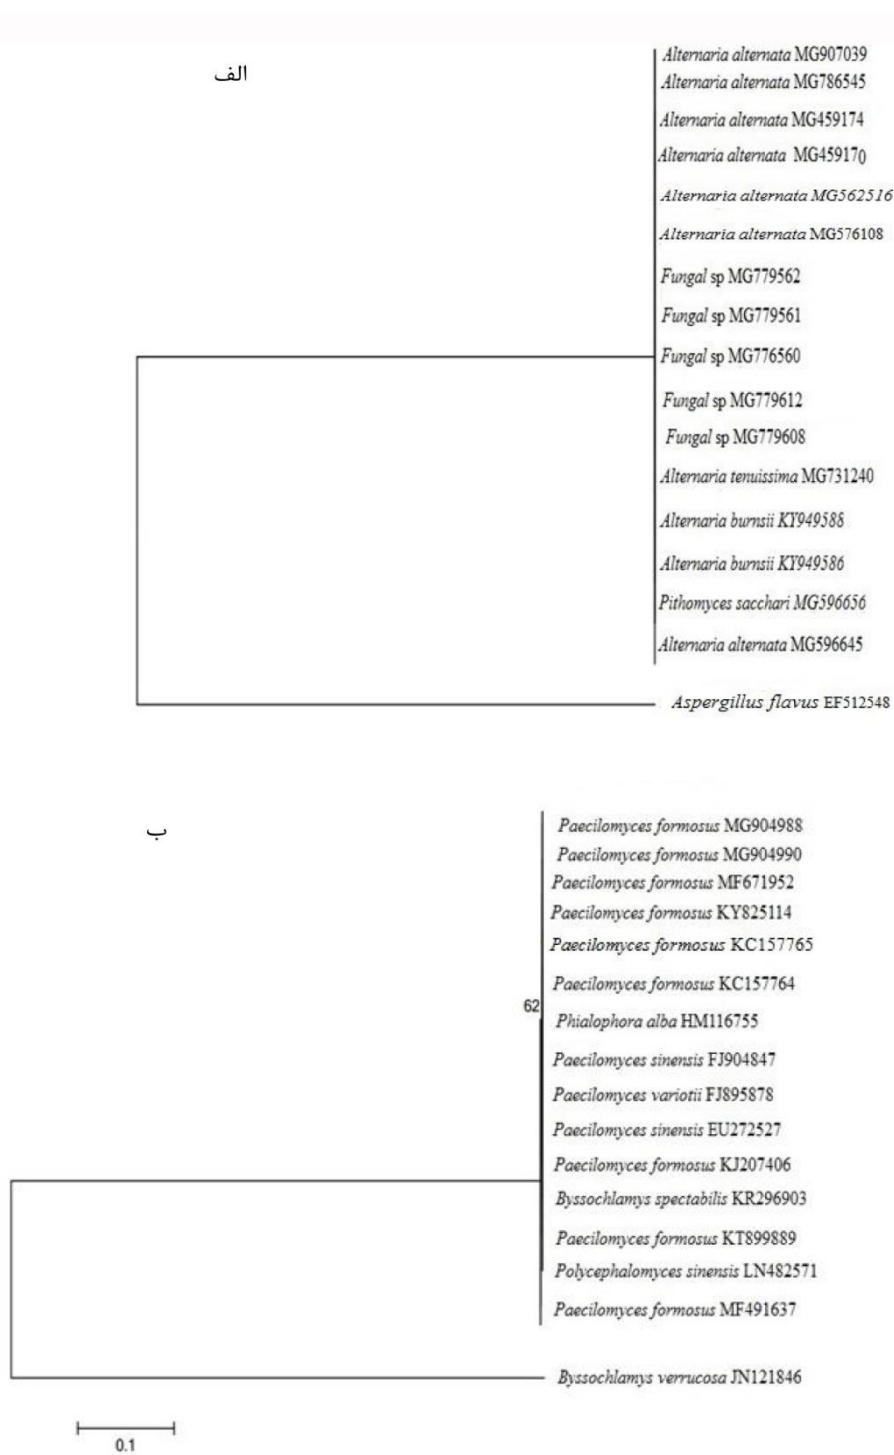 الف
Alternaria alternata MG907039
Alternaria alternata MG786545
Alternaria alternata MG459174
Alternaria alternata MG459170
Alternaria alternata MG562516
Alternaria alternata MG576108
Fungal sp MG779562
Fungal sp MG779561
Fungal sp MG776560
Fungal sp MG779612
Fungal sp MG779608
Alternaria tenuissima MG731240
Alternaria burnsii KY949588
Alternaria burnsii KY949586
Pithomyces sacchari MG596656
Alternaria alternata MG596645
Aspergillus flavus EF512548
ب
Paecilomyces formosus MG904988
Paecilomyces formosus MG904990
Paecilomyces formosus MF671952
Paecilomyces formosus KY825114
Paecilomyces formosus KC157765
Paecilomyces formosus KC157764
62
Phialophora alba HM116755
Paecilomyces sinensis FJ904847
Paecilomyces variotii FJ895878
Paecilomyces sinensis EU272527
Paecilomyces formosus KJ207406
Byssochlamys spectabilis KR296903
Paecilomyces formosus KT899889
Polycephalomyces sinensis LN482571
Paecilomyces formosus MF491637
Byssochlamys verrucosa JN121846
0.1